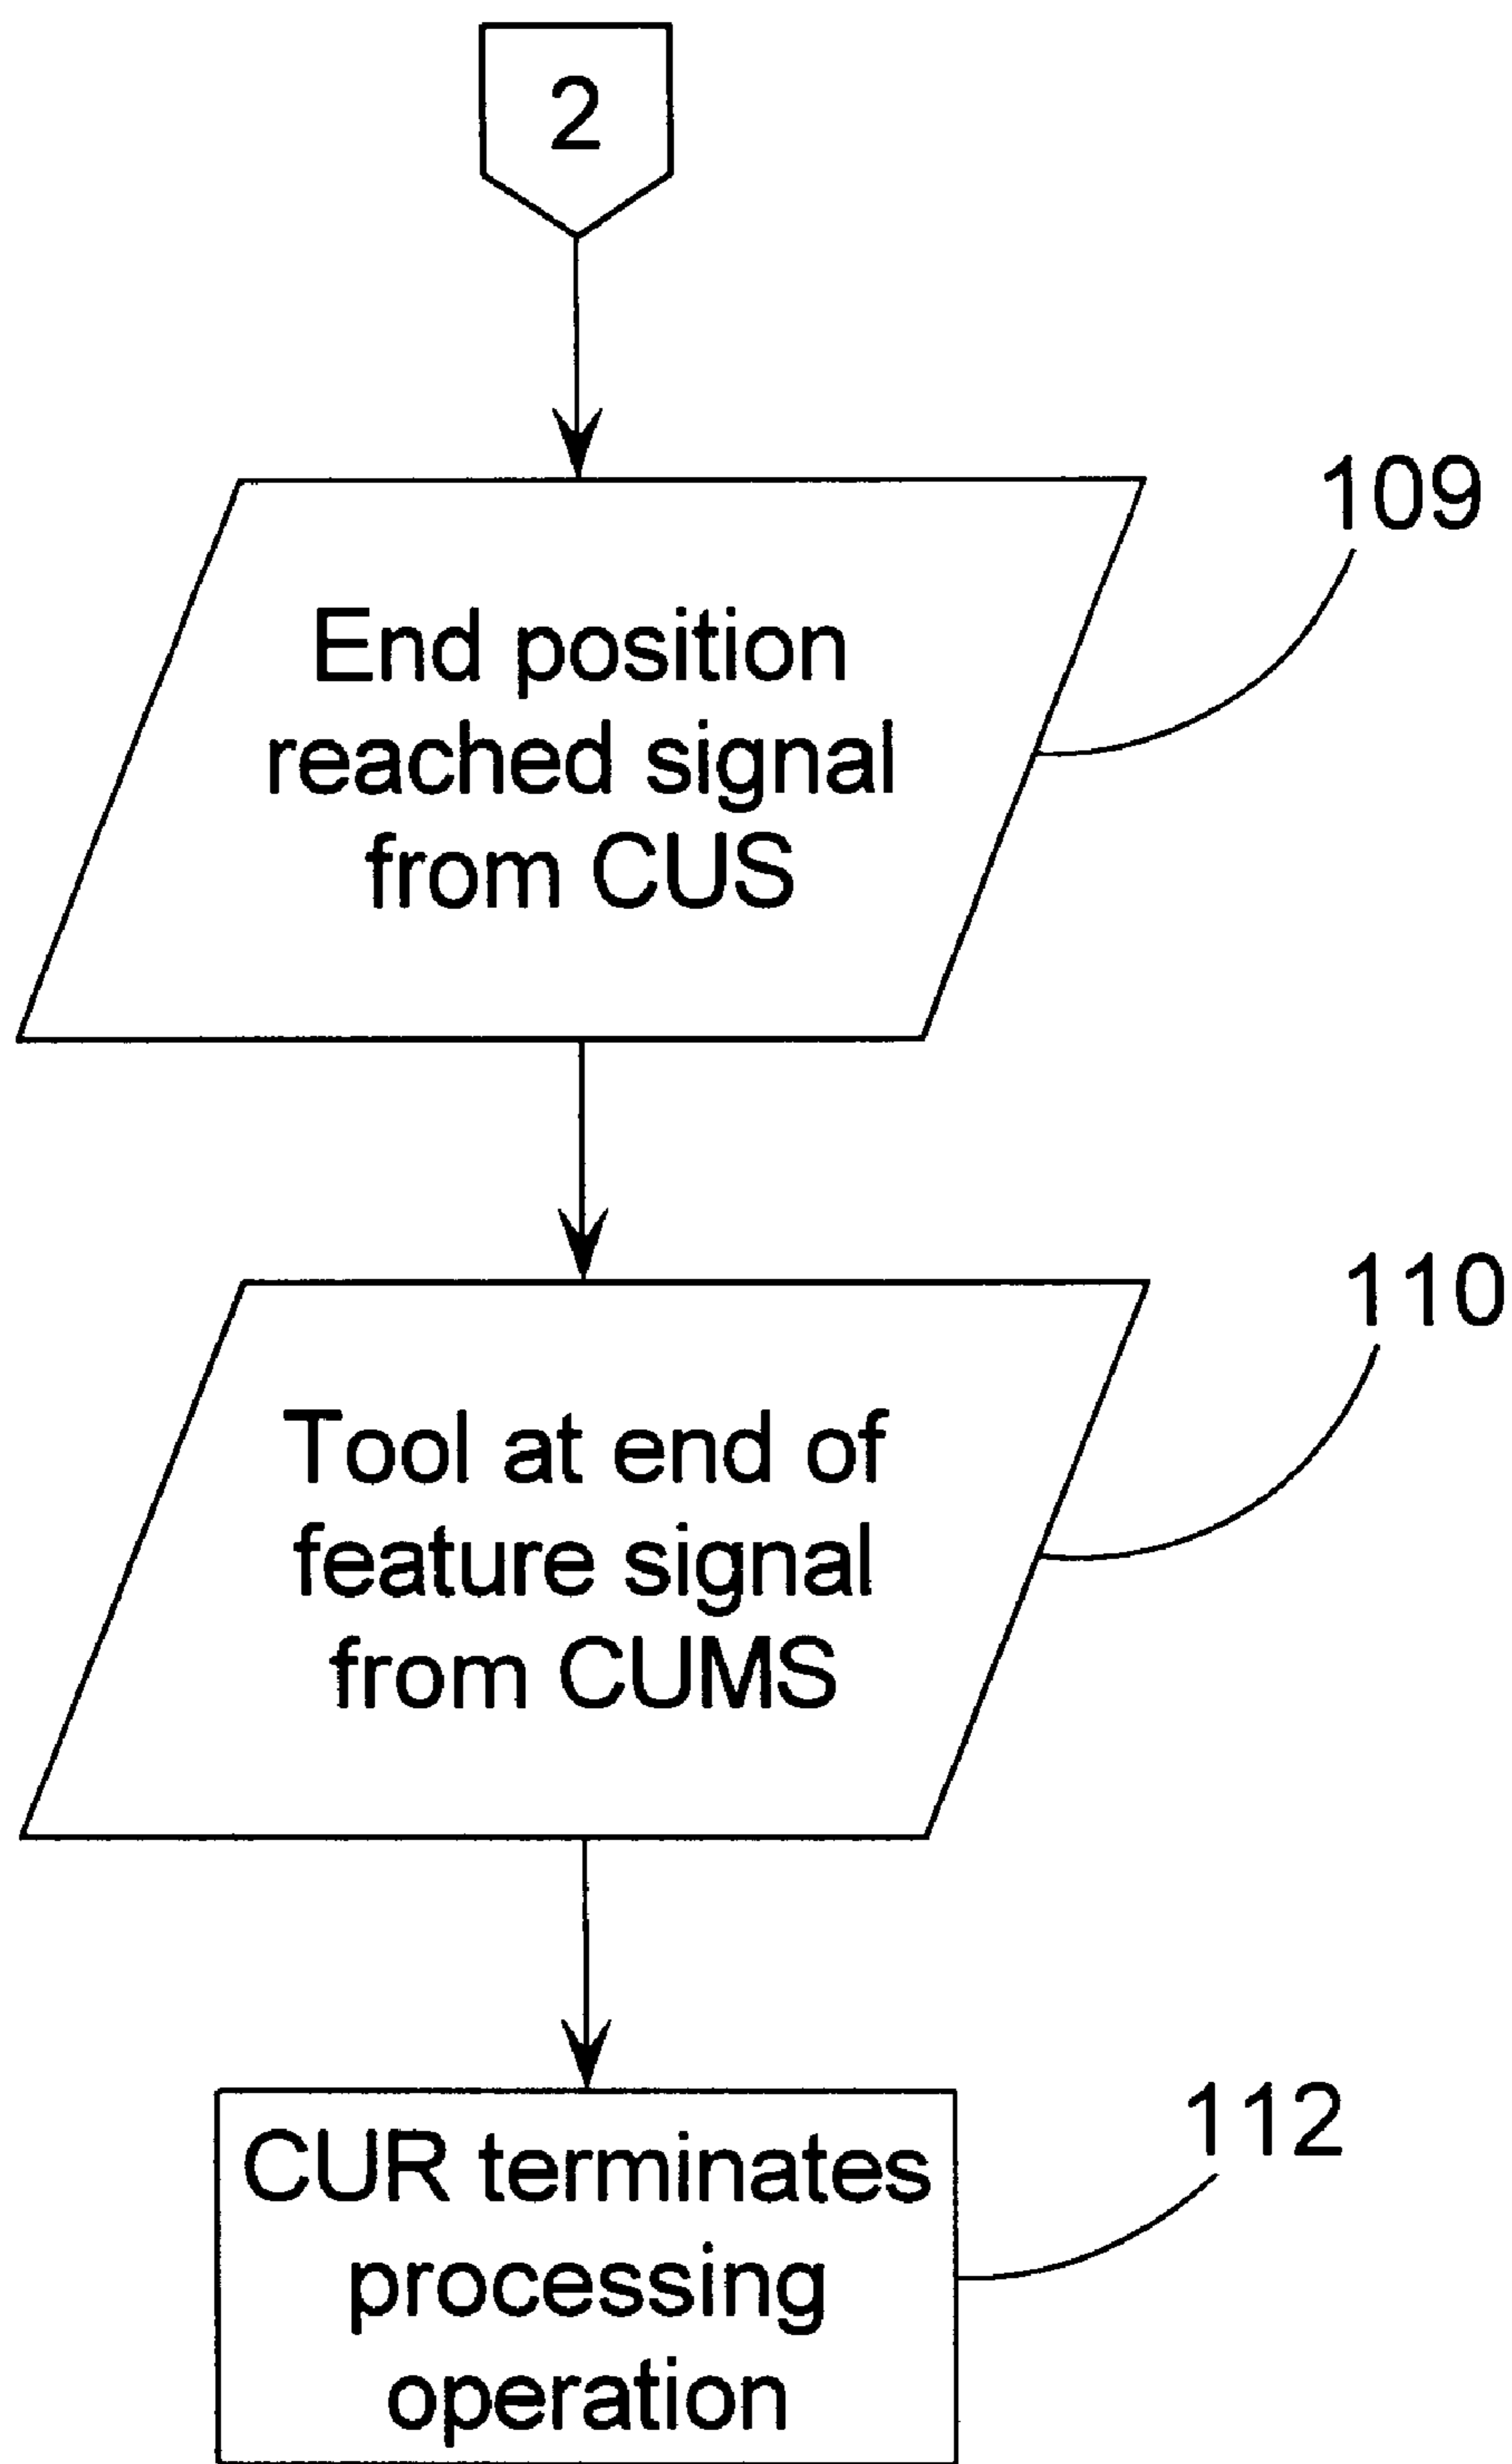 2
109
End position
reached signal
from CUS
110
Tool at end of
feature signal
from CUMS
112
CUR terminates
processing
operation